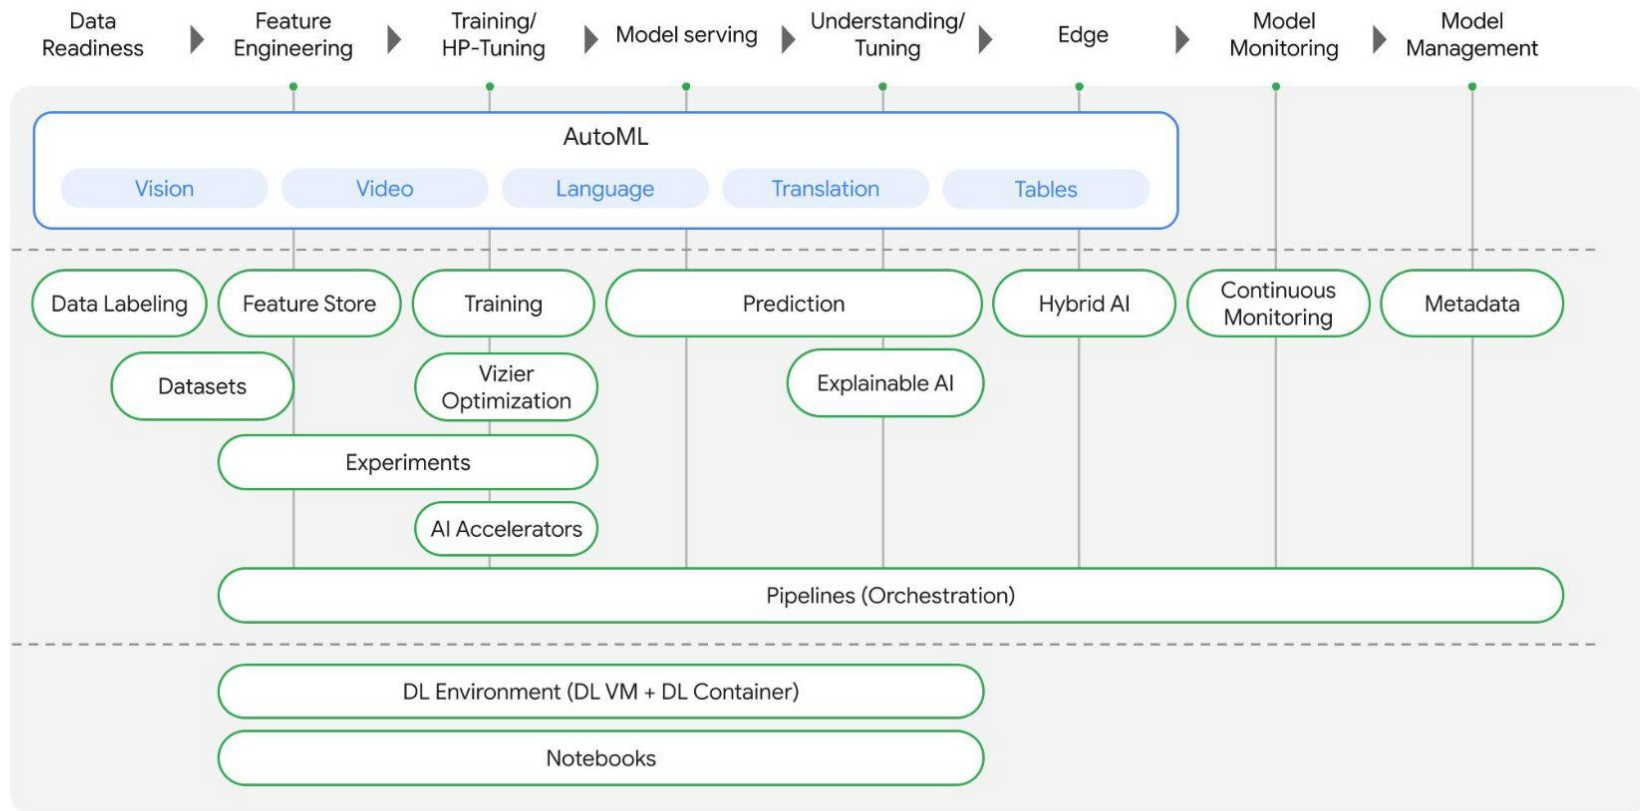 Data
Readiness
Feature
Engineering
Training/
HP-Tuning
Model serving
Understanding/
Tuning
Edge
Model
Monitoring
Model
Management
AutoML
Vision
Video
Language
Translation
Tables
Data Labeling
Feature Store
Training
Prediction
Hybrid AI
Continuous
Monitoring
Metadata
Datasets
Vizier
Optimization
Explainable AI
Experiments
AI Accelerators
Pipelines (Orchestration)
DL Environment (DL VM + DL Container)
Notebooks